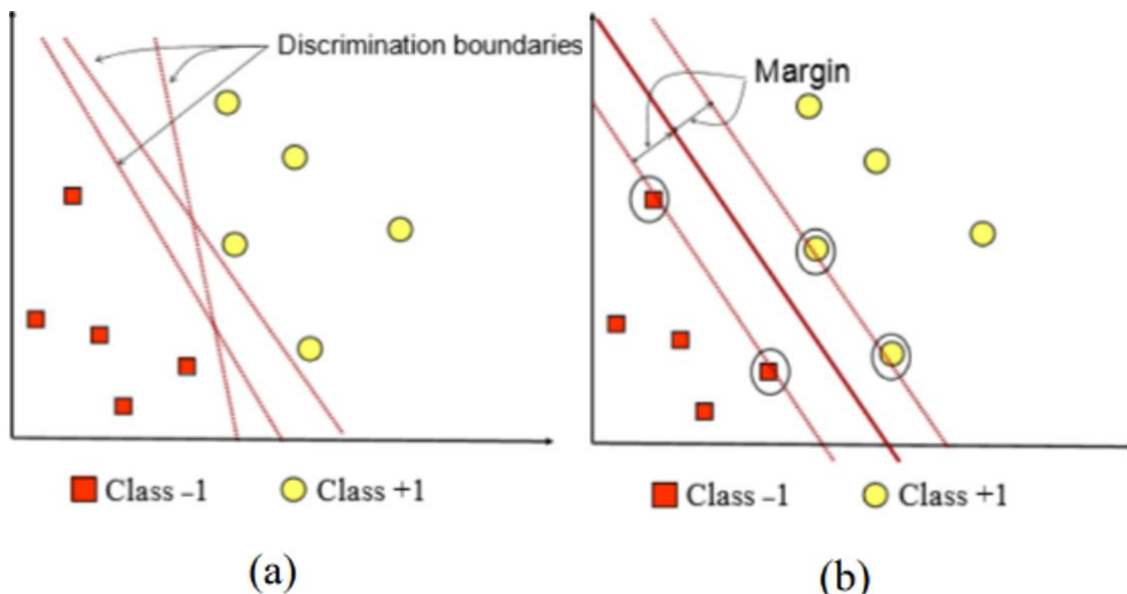 Discrimination boundaries
Class –1
Class +1
(a)
Margin
Class –1
Class +1
(b)